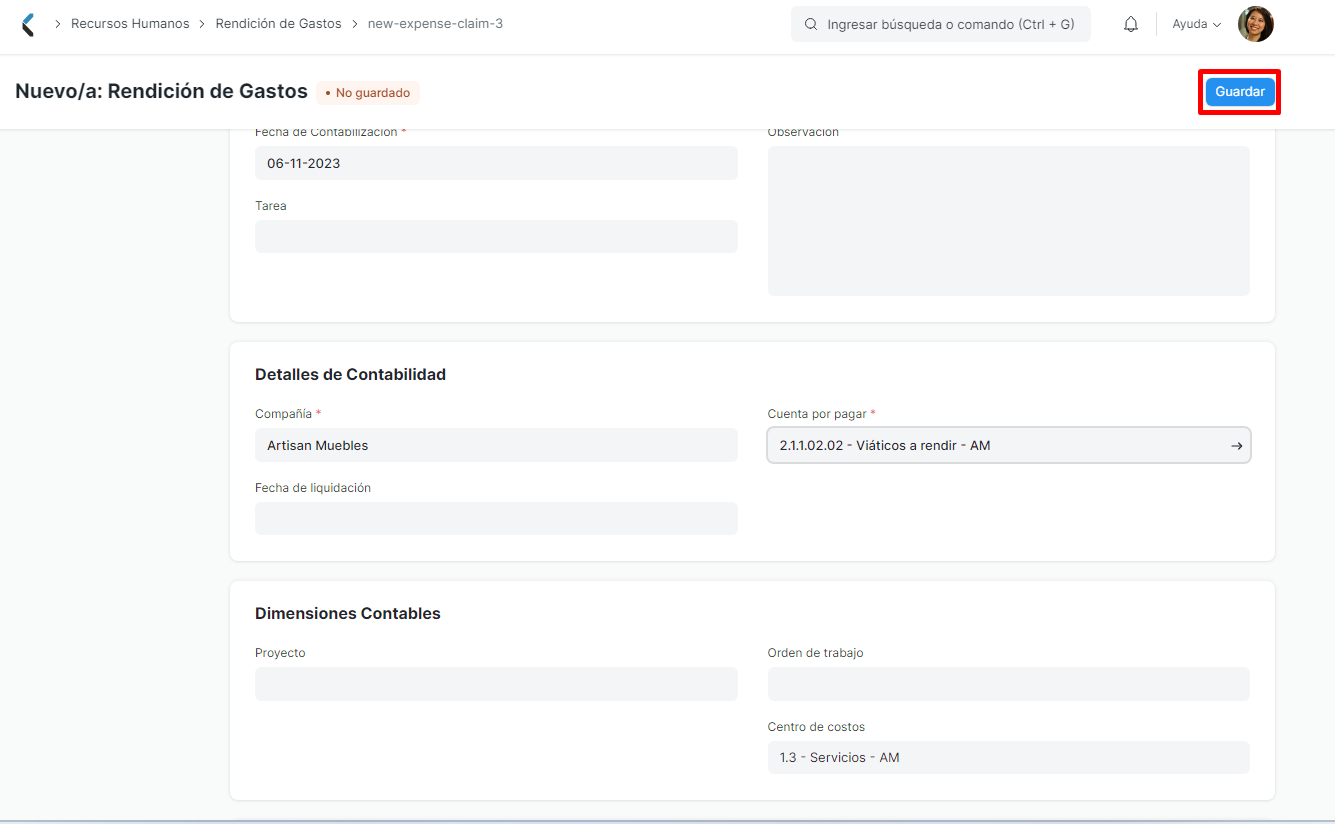 Recursos Humanos > Rendición de Gastos > new-expense-claim-3
Ingresar búsqueda o comando (Ctrl + G)
Ayuda
Nuevo/a: Rendición de Gastos
• No guardado
Guardar
Fecha de Contabilización *
06-11-2023
Observación
Tarea
Detalles de Contabilidad
Compañía *
Artisan Muebles
Cuenta por pagar *
2.1.1.02.02 - Viáticos a rendir - AM
Fecha de liquidación
Dimensiones Contables
Proyecto
Orden de trabajo
Centro de costos
1.3 - Servicios - AM